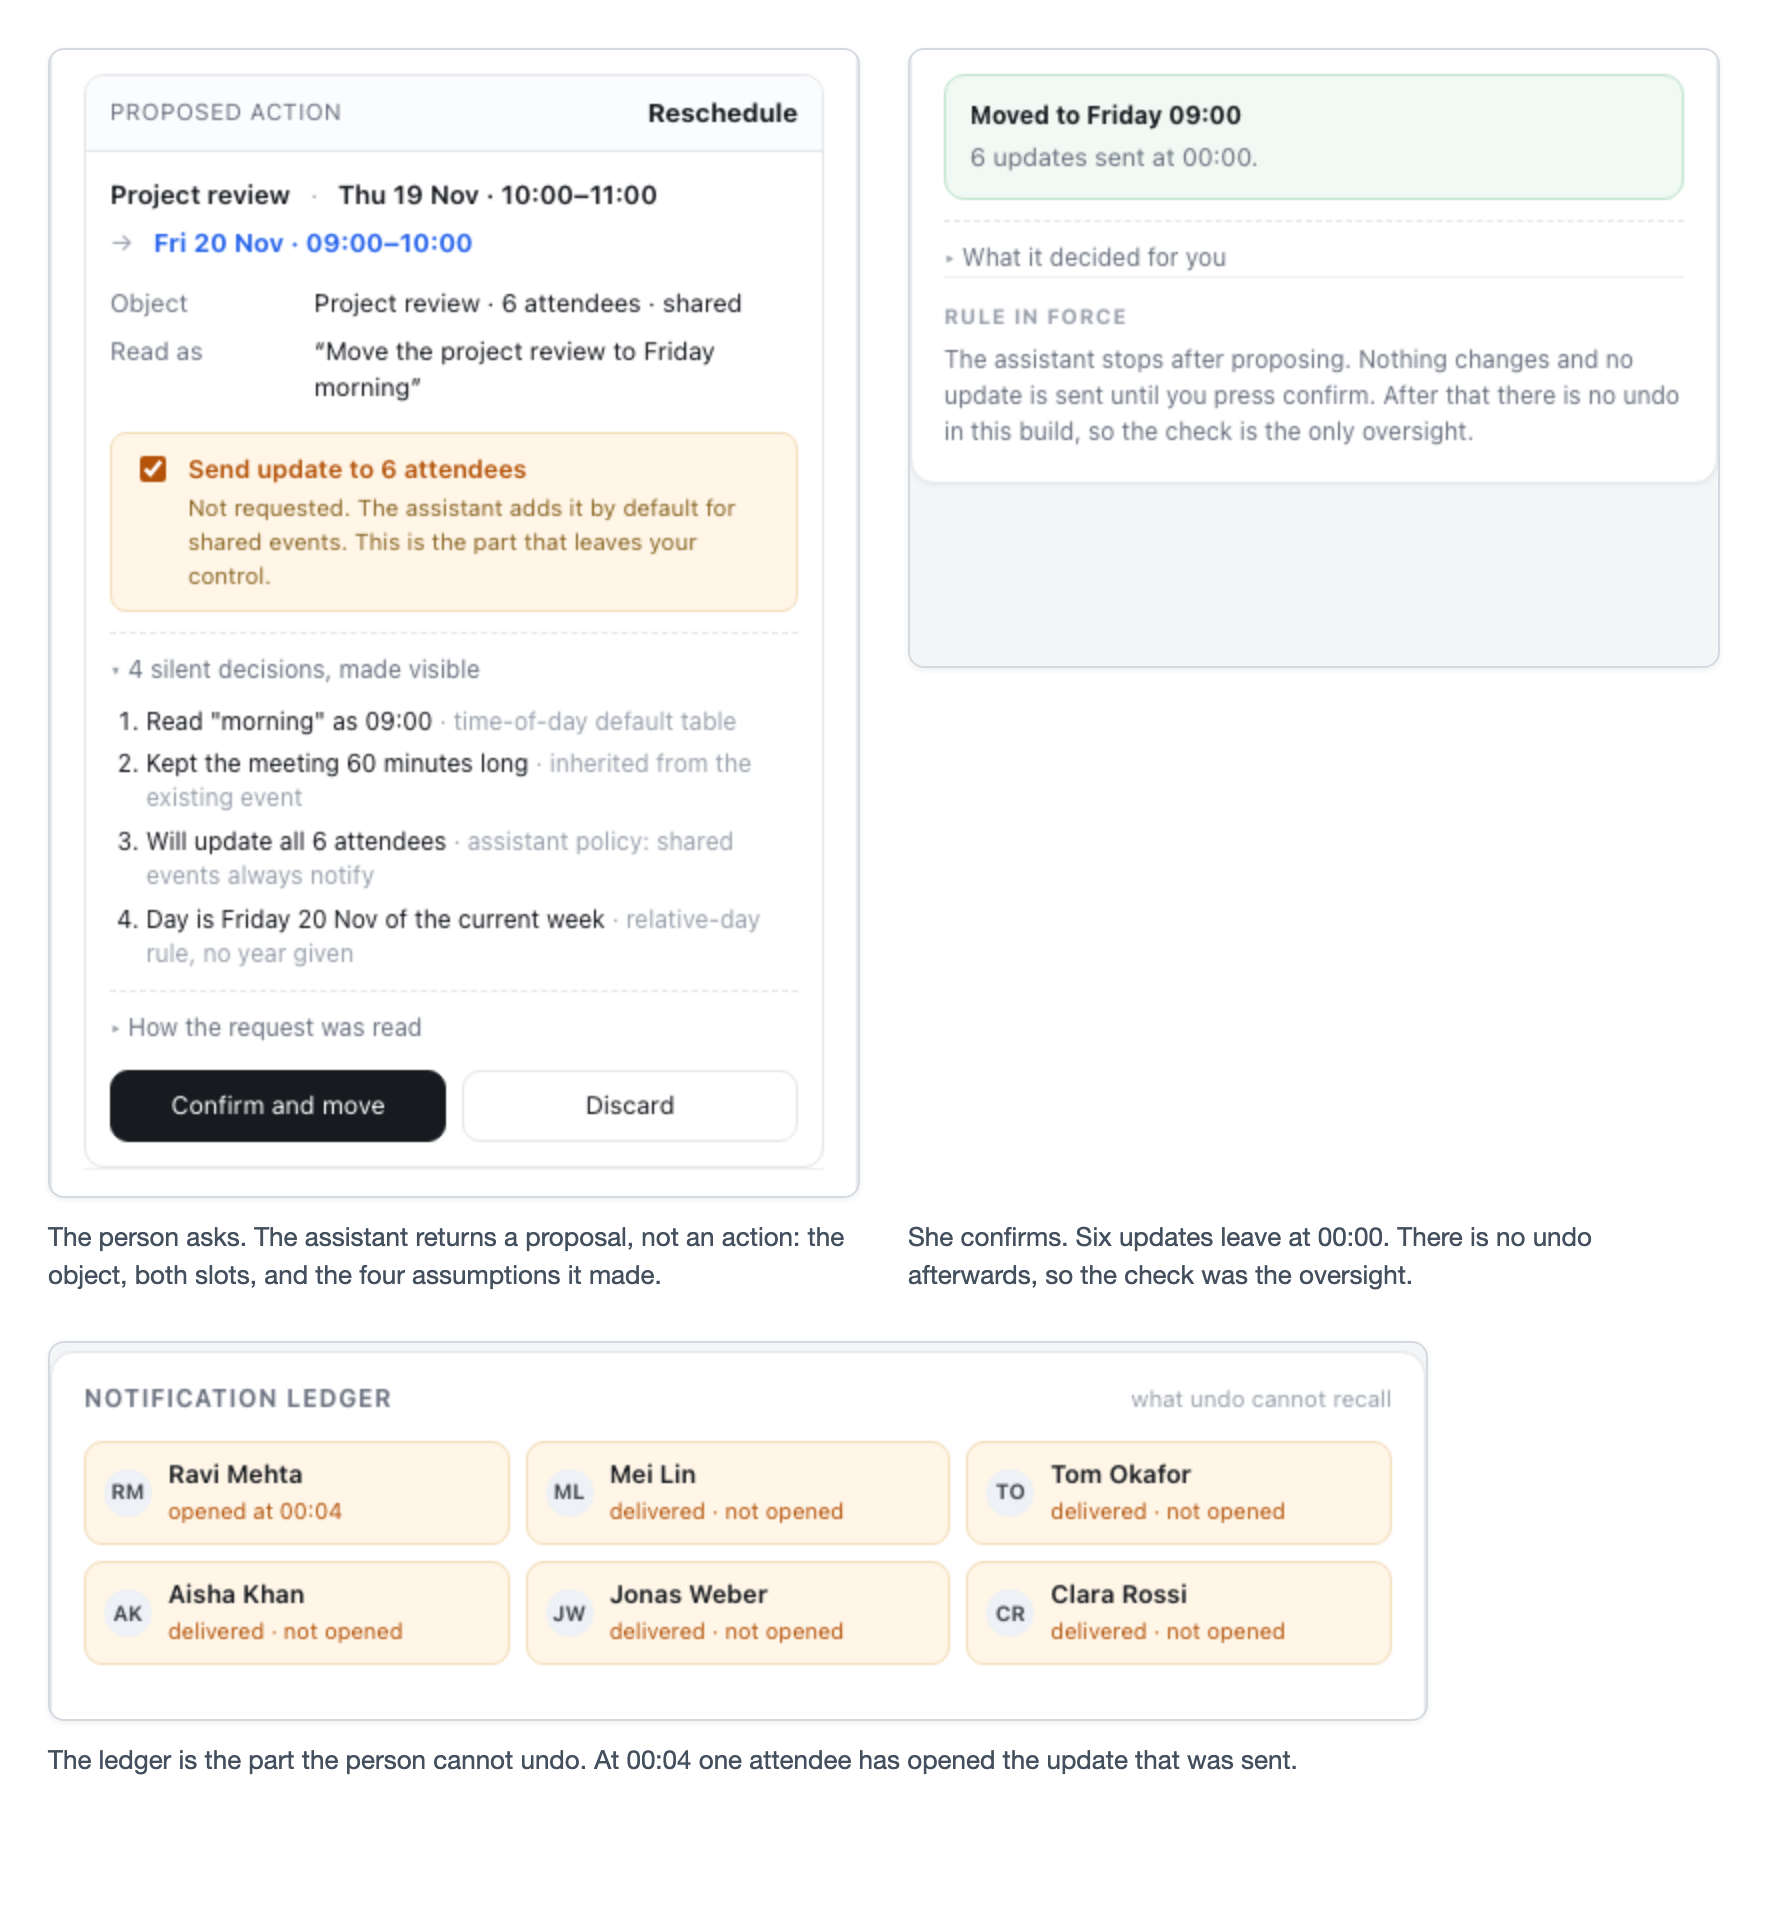 PROPOSED ACTION
Reschedule
Project review · Thu 19 Nov · 10:00–11:00
→ Fri 20 Nov · 09:00–10:00
Object Project review · 6 attendees · shared
Read as “Move the project review to Friday
morning”
Send update to 6 attendees
Not requested. The assistant adds it by default for
shared events. This is the part that leaves your
control.
4 silent decisions, made visible
1. Read "morning" as 09:00 · time-of-day default table
2. Kept the meeting 60 minutes long · inherited from the
existing event
3. Will update all 6 attendees · assistant policy: shared
events always notify
4. Day is Friday 20 Nov of the current week · relative-day
rule, no year given
How the request was read
Confirm and move
Discard
The person asks. The assistant returns a proposal, not an action: the
object, both slots, and the four assumptions it made.
Moved to Friday 09:00
6 updates sent at 00:00.
What it decided for you
RULE IN FORCE
The assistant stops after proposing. Nothing changes and no
update is sent until you press confirm. After that there is no undo
in this build, so the check is the only oversight.
She confirms. Six updates leave at 00:00. There is no undo
afterwards, so the check was the oversight.
NOTIFICATION LEDGER
what undo cannot recall
RM Ravi Mehta
opened at 00:04
ML Mei Lin
delivered · not opened
TO Tom Okafor
delivered · not opened
AK Aisha Khan
delivered · not opened
JW Jonas Weber
delivered · not opened
CR Clara Rossi
delivered · not opened
The ledger is the part the person cannot undo. At 00:04 one attendee has opened the update that was sent.